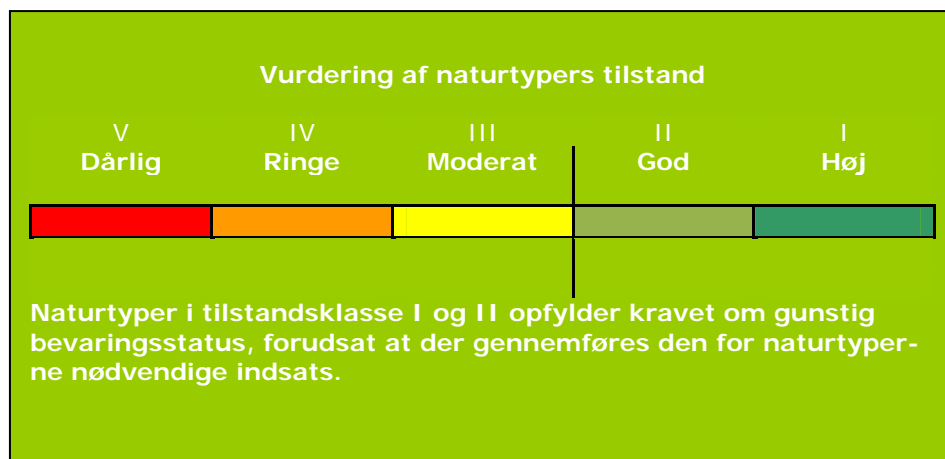 Vurdering af naturtypers tilstand
V IV III II I
Dårlig Ringe Moderat God Høj
Naturtyper i tilstandsklasse I og II opfylder kravet om gunstig
bevaringsstatus, forudsat at der gennemføres den for naturtyper-
ne nødvendige indsats.